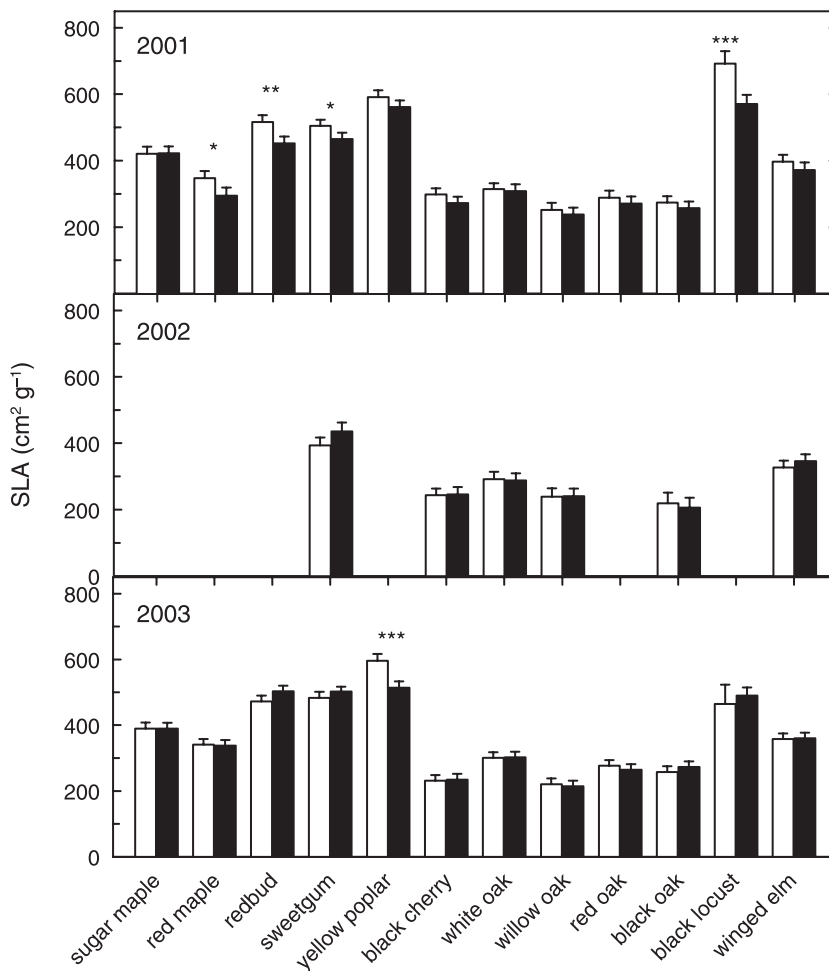 SLA (cm² g⁻¹)
2001
800
600
400
200
*
**
*
***
2002
800
600
400
200
0
2003
800
600
400
200
0
***
sugar maple
red maple
redbud
sweetgum
yellow poplar
black cherry
white oak
willow oak
red oak
black oak
black locust
winged elm